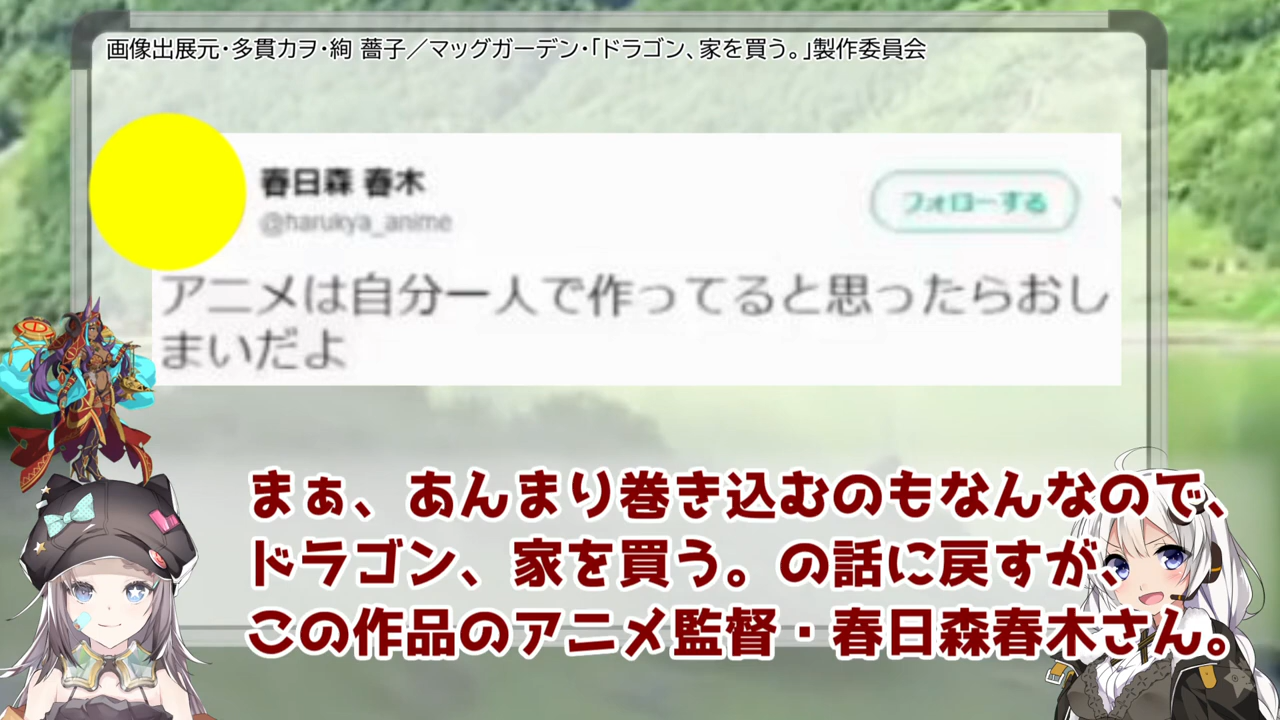 画像出展元・多貫カヲ・絢 薔子／マッグガーデン・「ドラゴン、家を買う。」製作委員会
春日森 春木
@harukya_anime
フォローする
アニメは自分一人で作ってると思ったらおし
まいだよ
まぁ、あんまり巻き込むのもなんなので、
ドラゴン、家を買う。の話に戻すが、
この作品のアニメ監督・春日森春木さん。